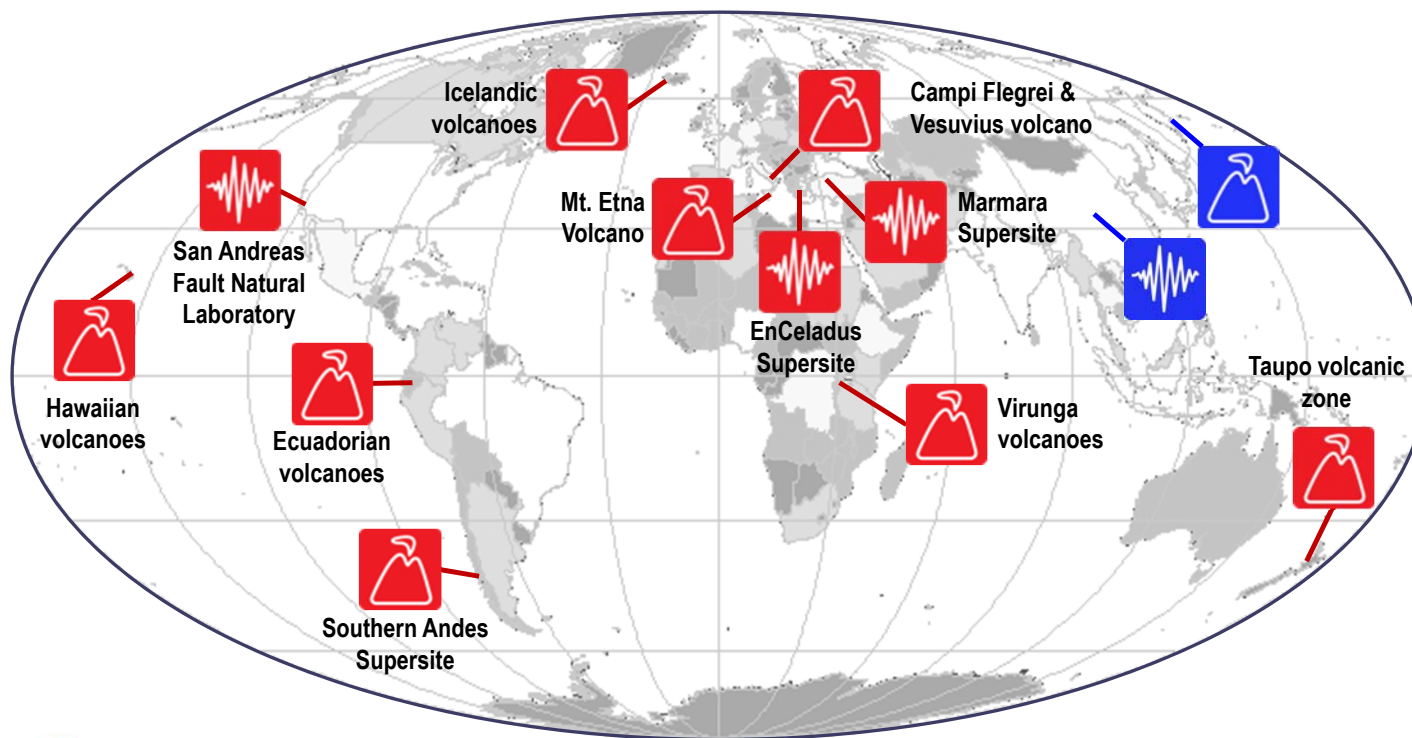 Icelandic
volcanoes
Campi Flegrei &
Vesuvius volcano
Mt. Etna
Volcano
Marmara
Supersite
San Andreas
Fault Natural
Laboratory
EnCeladus
Supersite
Taupo volcanic
zone
Hawaiian
volcanoes
Ecuadorian
volcanoes
Virunga
volcanoes
Southern Andes
Supersite